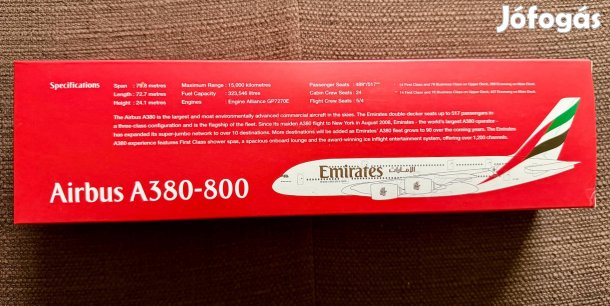 Jófogás
Specifications
Span : 79.8 metres
Length : 72.7 metres
Height : 24.1 metres
Maximum Range : 15,000 kilometres
Fuel Capacity : 323,546 litres
Engines : Engine Alliance GP7270E
Passenger Seats : 489*/517**
Cabin Crew Seats : 24
Flight Crew Seats : 5/4
The Airbus A380 is the largest and most environmentally advanced commercial aircraft in the skies. The Emirates double-decker seats up to 517 passengers in
a three-class configuration and is the flagship of the fleet. Since its maiden A380 flight to New York in August 2008, Emirates - the world's largest A380-operator -
has expanded its super-jumbo network to over 10 destinations. More destinations will be added as Emirates' A380 fleet grows to 90 over the coming years. The Emirates
A380 experience features First Class shower spas, a spacious onboard lounge and the award-winning ice inflight entertainment system, offering over 1,200 channels.
Emirates الإمارات
Airbus A380-800